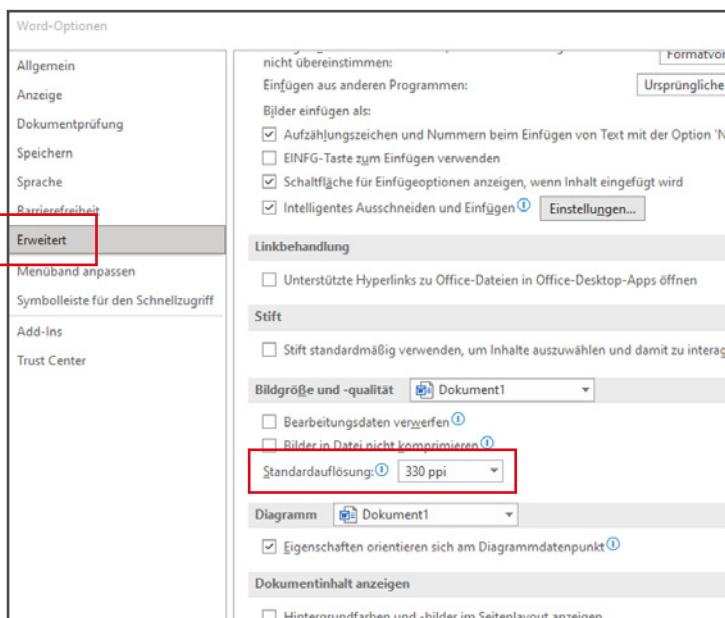 Word-Optionen
Allgemein
Anzeige
Dokumentprüfung
Speichern
Sprache
Barrierefreiheit
Erweitert
Menüband anpassen
Symbolleiste für den Schnellzugriff
Add-Ins
Trust Center
nicht übereinstimmen:
Einfügen aus anderen Programmen: Ursprüngliche
Bilder einfügen als:
Aufzählungszeichen und Nummern beim Einfügen von Text mit der Option 'N
EINFG-Taste zum Einfügen verwenden
Schaltfläche für Einfügeoptionen anzeigen, wenn Inhalt eingefügt wird
Intelligentes Ausschneiden und Einfügen Einstellungen...
Linkbehandlung
Unterstützte Hyperlinks zu Office-Dateien in Office-Desktop-Apps öffnen
Stift
Stift standardmäßig verwenden, um Inhalte auszuwählen und damit zu interag
Bildgröße und -qualität Dokument1
Bearbeitungsdaten verwerfen
Bilder in Datei nicht komprimieren
Standardauflösung: 330 ppi
Diagramm Dokument1
Eigenschaften orientieren sich am Diagrammdatenpunkt
Dokumentinhalt anzeigen
Hintergrundfarben und -bilder im Seitenlayout anzeigen